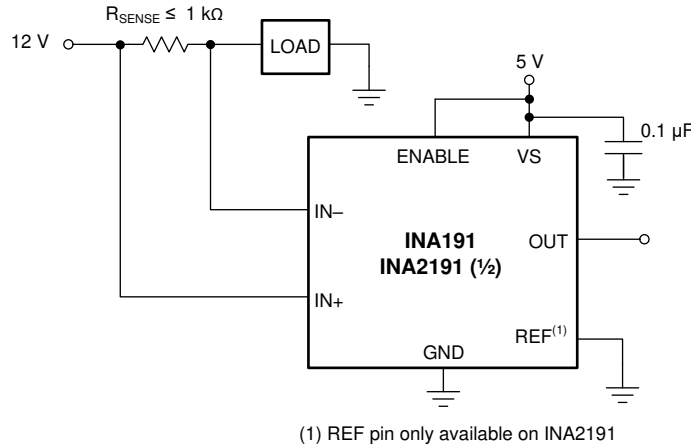 R_SENSE ≤ 1 kΩ
12 V
LOAD
5 V
0.1 µF
ENABLE
VS
IN–
INA191
INA2191 (½)
OUT
IN+
REF(1)
GND
(1) REF pin only available on INA2191